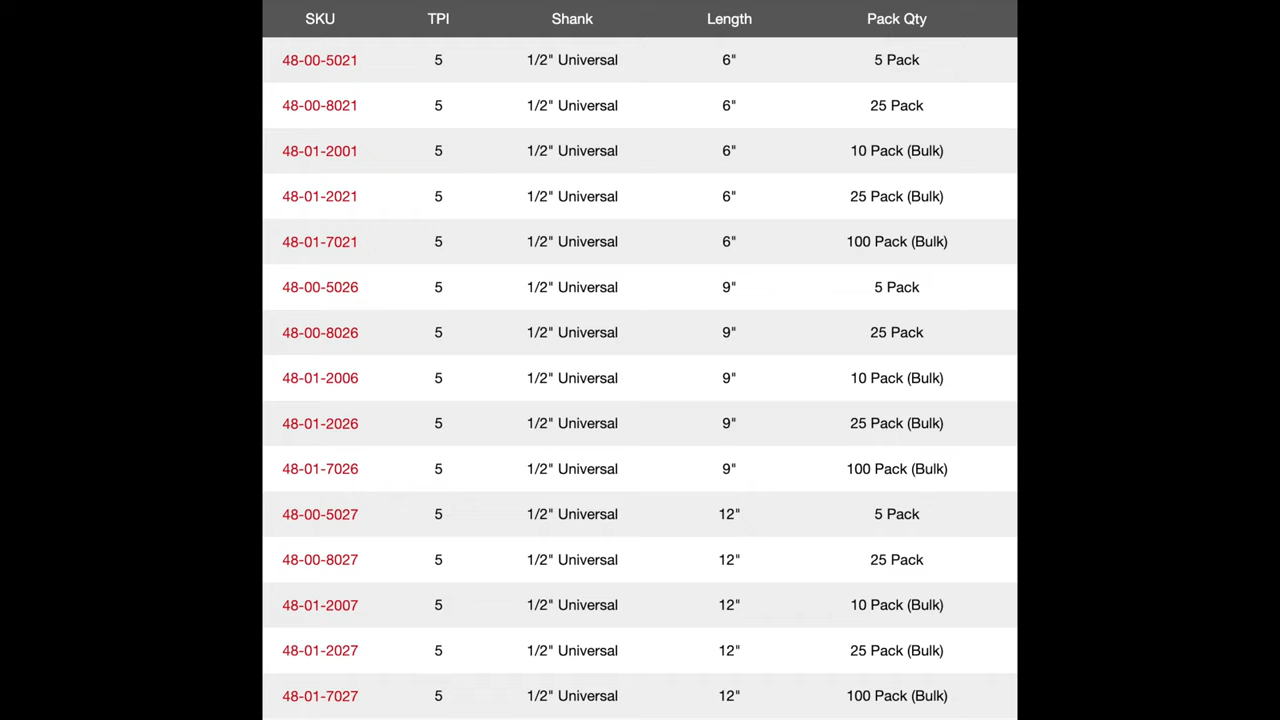 SKU TPI Shank Length Pack Qty
48-00-5021 5 1/2" Universal 6" 5 Pack
48-00-8021 5 1/2" Universal 6" 25 Pack
48-01-2001 5 1/2" Universal 6" 10 Pack (Bulk)
48-01-2021 5 1/2" Universal 6" 25 Pack (Bulk)
48-01-7021 5 1/2" Universal 6" 100 Pack (Bulk)
48-00-5026 5 1/2" Universal 9" 5 Pack
48-00-8026 5 1/2" Universal 9" 25 Pack
48-01-2006 5 1/2" Universal 9" 10 Pack (Bulk)
48-01-2026 5 1/2" Universal 9" 25 Pack (Bulk)
48-01-7026 5 1/2" Universal 9" 100 Pack (Bulk)
48-00-5027 5 1/2" Universal 12" 5 Pack
48-00-8027 5 1/2" Universal 12" 25 Pack
48-01-2007 5 1/2" Universal 12" 10 Pack (Bulk)
48-01-2027 5 1/2" Universal 12" 25 Pack (Bulk)
48-01-7027 5 1/2" Universal 12" 100 Pack (Bulk)